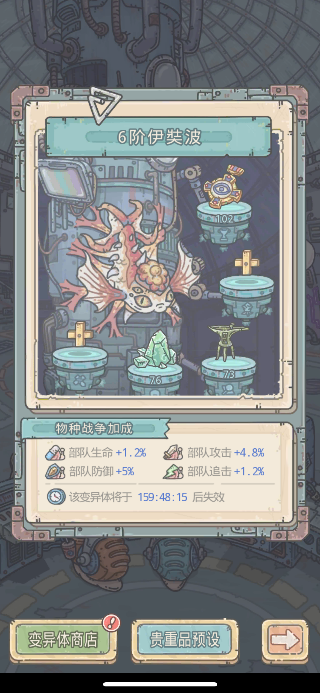 6阶伊奘波
102
76
73
物种战争加成
部队生命 +1.2% 部队攻击 +4.8%
部队防御 +5% 部队追击 +1.2%
该变异体将于 159:48:15 后失效
变异体商店 贵重品预设